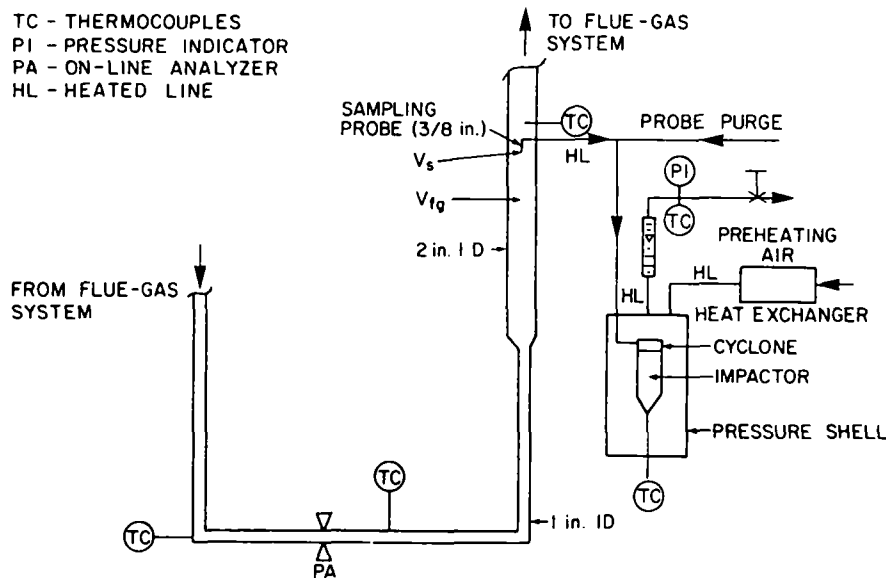 TC - THERMOCOUPLES
PI - PRESSURE INDICATOR
PA - ON-LINE ANALYZER
HL - HEATED LINE
TO FLUE-GAS
SYSTEM
SAMPLING
PROBE (3/8 in.)
TC
PROBE PURGE
HL
Vs
PI
Vfg
TC
2 in. I D
PREHEATING
AIR
FROM FLUE-GAS
SYSTEM
HL
HL
HEAT EXCHANGER
CYCLONE
IMPACTOR
PRESSURE SHELL
TC
TC
1 in. ID
TC
PA